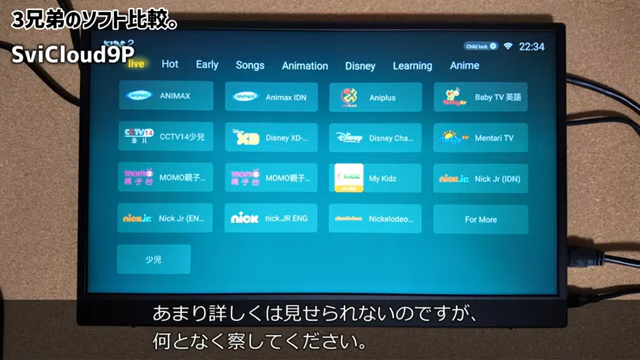 3兄弟のソフト比較。
SviCloud9P
Child lock
22:34
live Hot Early Songs Animation Disney Learning Anime
ANIMAX
Animax IDN
Aniplus
Baby TV 英語
CCTV14少兒
Disney XD-...
Disney Cha...
Mentari TV
MOMO親子...
MOMO親子...
My Kidz
Nick Jr (IDN)
Nick Jr (EN...
nick.JR ENG
Nickelodeo...
For More
少児
あまり詳しくは見せられないのですが、
何となく察してください。